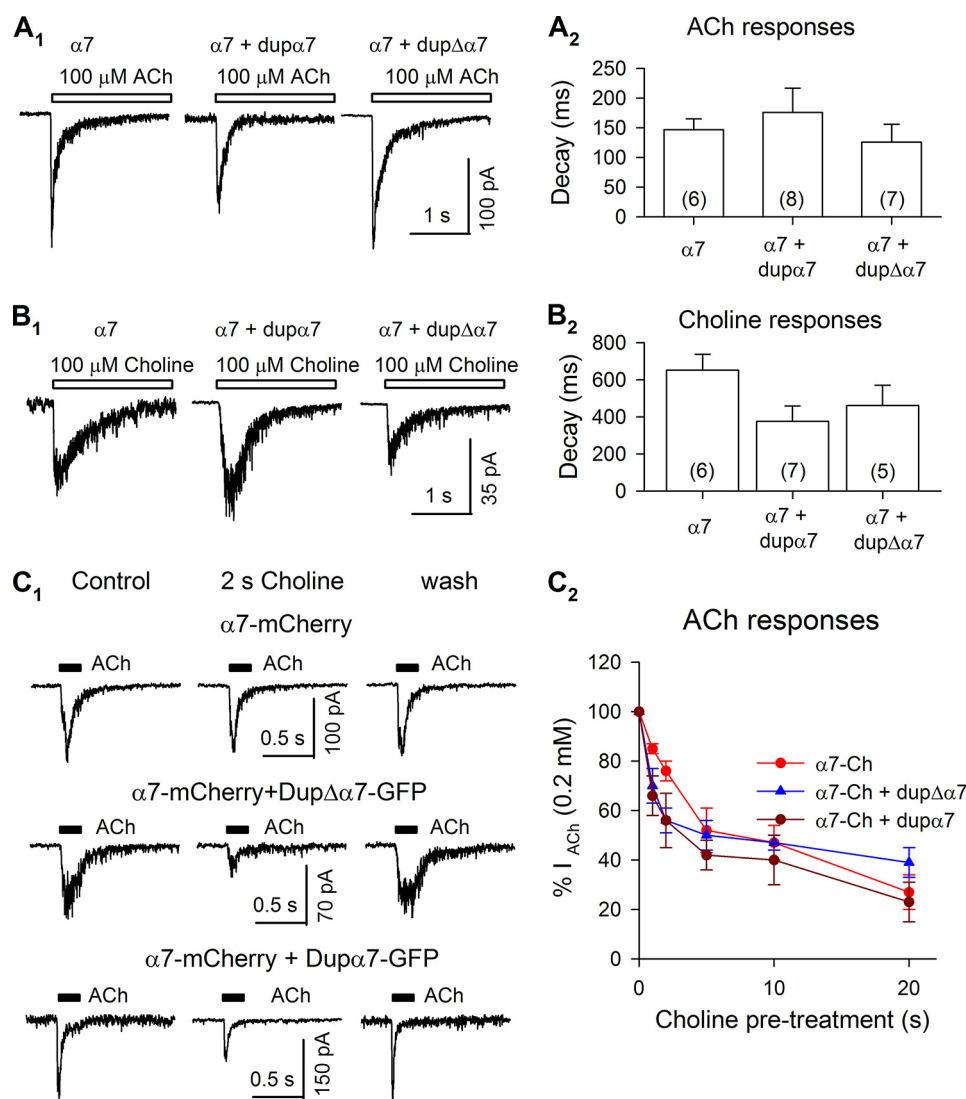 A1
α7
α7 + dupα7
α7 + dupΔα7
100 μM ACh
100 μM ACh
100 μM ACh
1 s
100 pA
A2
ACh responses
Decay (ms)
250
200
150
100
50
0
(6)
(8)
(7)
α7
α7 +
dupα7
α7 +
dupΔα7
B1
α7
α7 + dupα7
α7 + dupΔα7
100 μM Choline
100 μM Choline
100 μM Choline
1 s
35 pA
B2
Choline responses
Decay (ms)
800
600
400
200
0
(6)
(7)
(5)
α7
α7 +
dupα7
α7 +
dupΔα7
C1
Control
2 s Choline
wash
α7-mCherry
ACh
ACh
ACh
0.5 s
100 pA
α7-mCherry+DupΔα7-GFP
ACh
ACh
ACh
0.5 s
70 pA
α7-mCherry + Dupα7-GFP
ACh
ACh
ACh
0.5 s
150 pA
C2
ACh responses
% I ACh (0.2 mM)
120
100
80
60
40
20
0
α7-Ch
α7-Ch + dupΔα7
α7-Ch + dupα7
0
10
20
Choline pre-treatment (s)